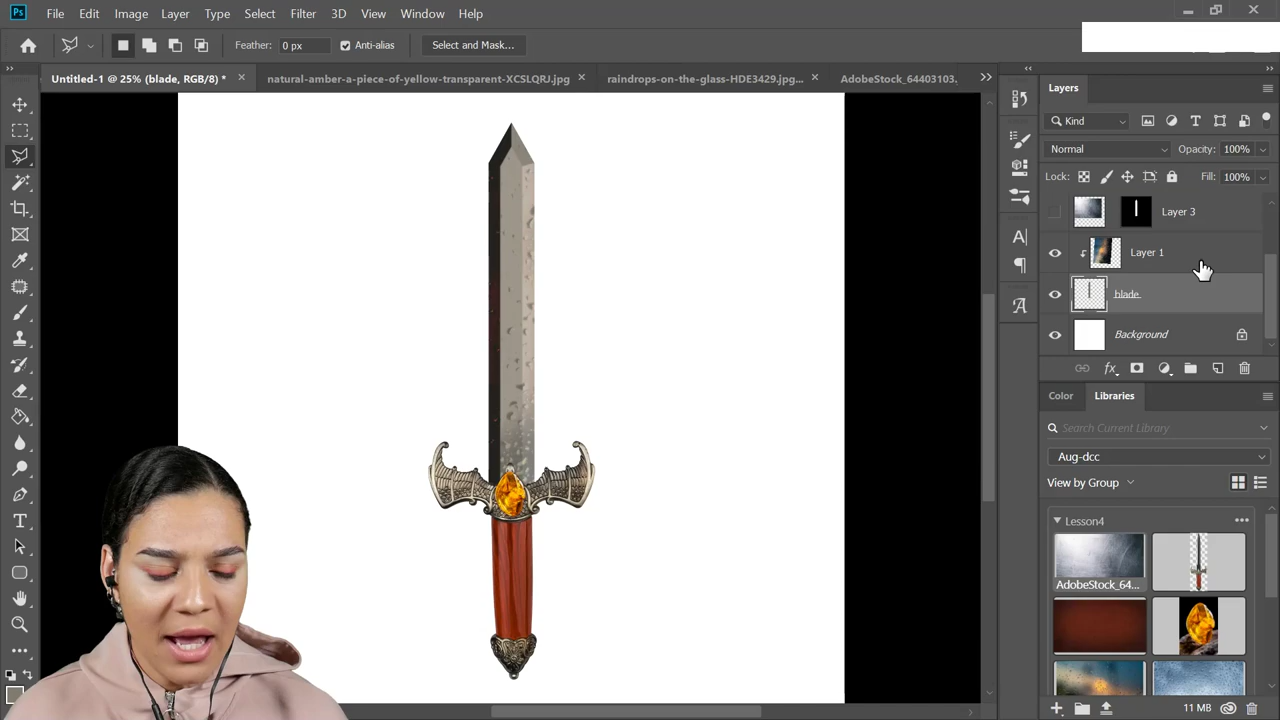 Ps File Edit Image Layer Type Select Filter 3D View Window Help
Feather: 0 px Anti-alias Select and Mask...
Untitled-1 @ 25% (blade, RGB/8) * natural-amber-a-piece-of-yellow-transparent-XCSLQRJ.jpg raindrops-on-the-glass-HDE3429.jpg... AdobeStock_64403103.
Layers
Kind
Normal Opacity: 100%
Lock: Fill: 100%
Layer 3
Layer 1
blade
Background
fx
Color Libraries
Search Current Library
Aug-dcc
View by Group
Lesson4
AdobeStock_64...
11 MB